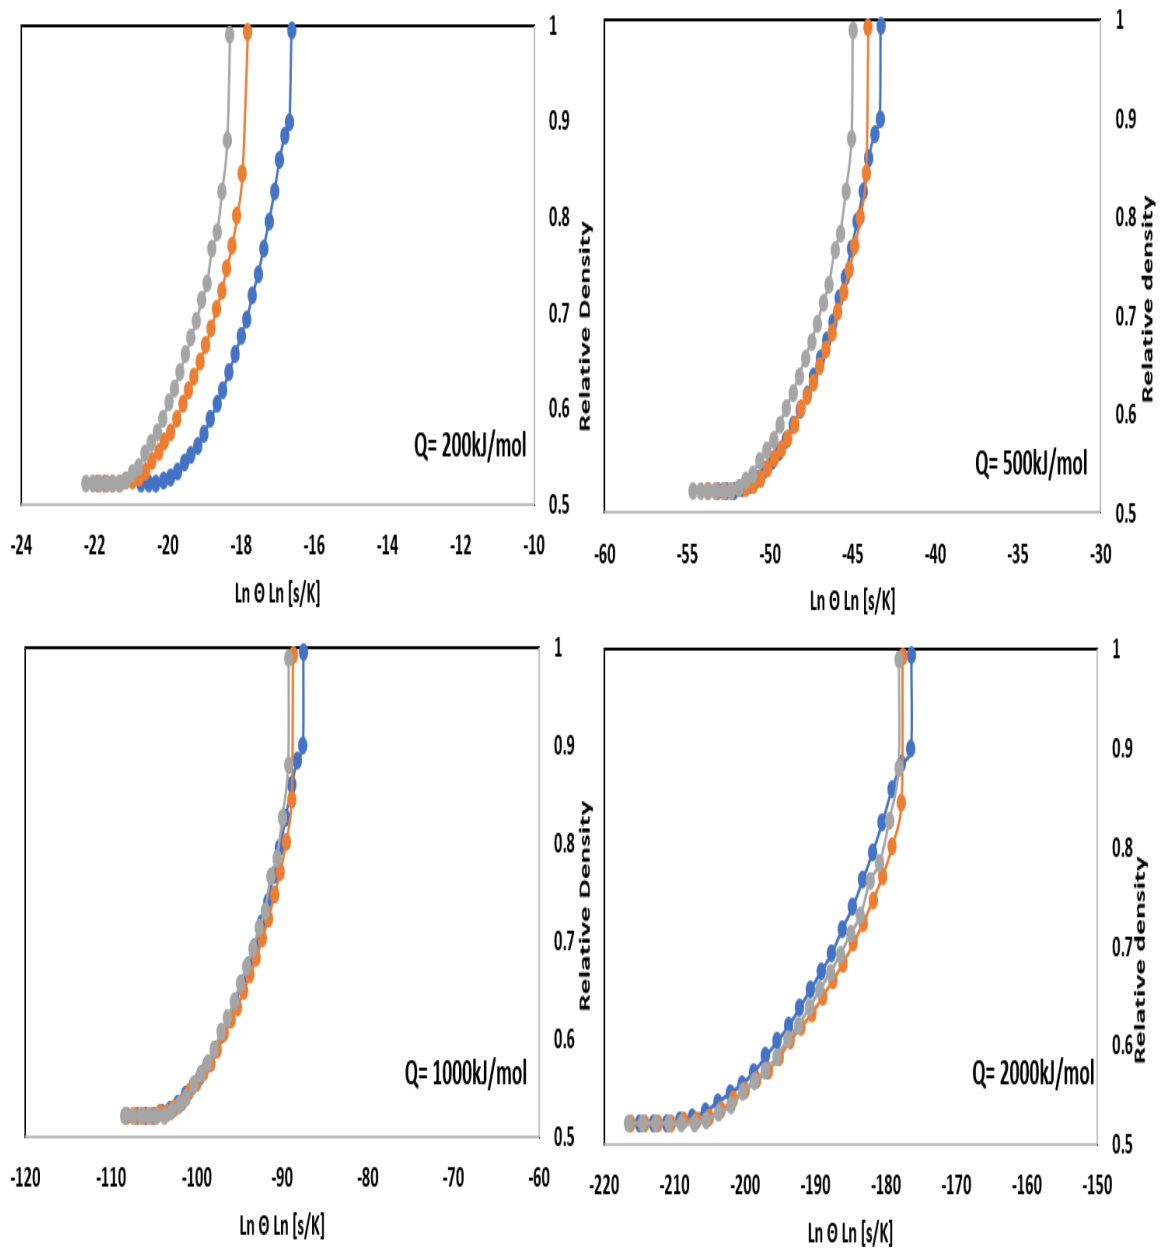 1
0.9
0.8
0.7
0.6
0.5
Relative Density
Q= 200kJ/mol
-24 -22 -20 -18 -16 -14 -12 -10
Ln Θ Ln [s/K]
1
0.9
0.8
0.7
0.6
0.5
Relative density
Q= 500kJ/mol
-60 -55 -50 -45 -40 -35 -30
Ln Θ Ln [s/K]
1
0.9
0.8
0.7
0.6
0.5
Relative Density
Q= 1000kJ/mol
-120 -110 -100 -90 -80 -70 -60
Ln Θ Ln [s/K]
1
0.9
0.8
0.7
0.6
0.5
Relative density
Q= 2000kJ/mol
-220 -210 -200 -190 -180 -170 -160 -150
Ln Θ Ln [s/K]